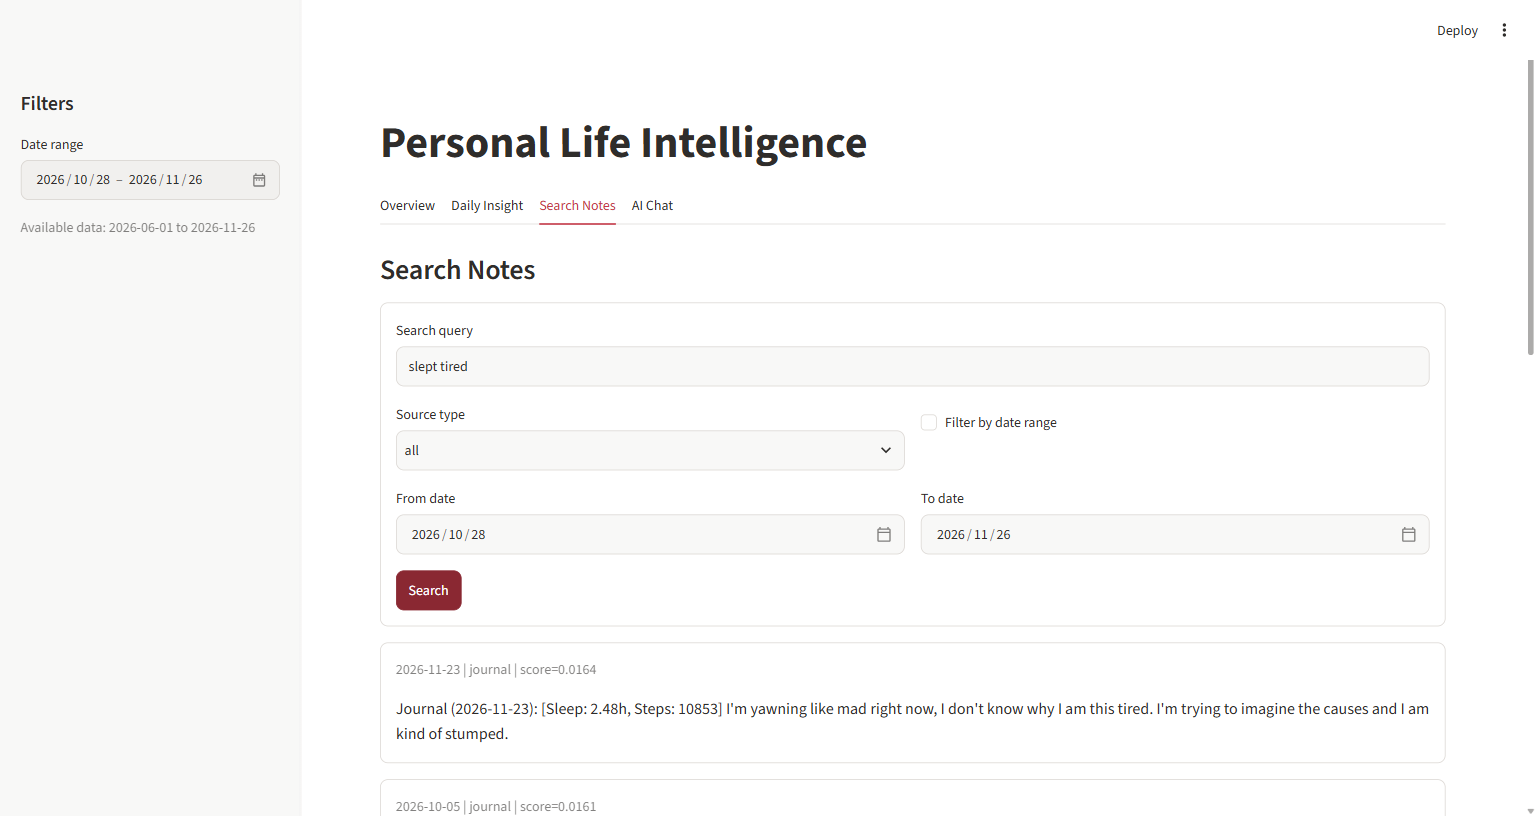 Deploy
Filters
Date range
2026/10/28 – 2026/11/26
Available data: 2026-06-01 to 2026-11-26
Personal Life Intelligence
Overview Daily Insight Search Notes AI Chat
Search Notes
Search query
slept tired
Source type
all
Filter by date range
From date
2026/10/28
To date
2026/11/26
Search
2026-11-23 | journal | score=0.0164
Journal (2026-11-23): [Sleep: 2.48h, Steps: 10853] I'm yawning like mad right now, I don't know why I am this tired. I'm trying to imagine the causes and I am
kind of stumped.
2026-10-05 | journal | score=0.0161